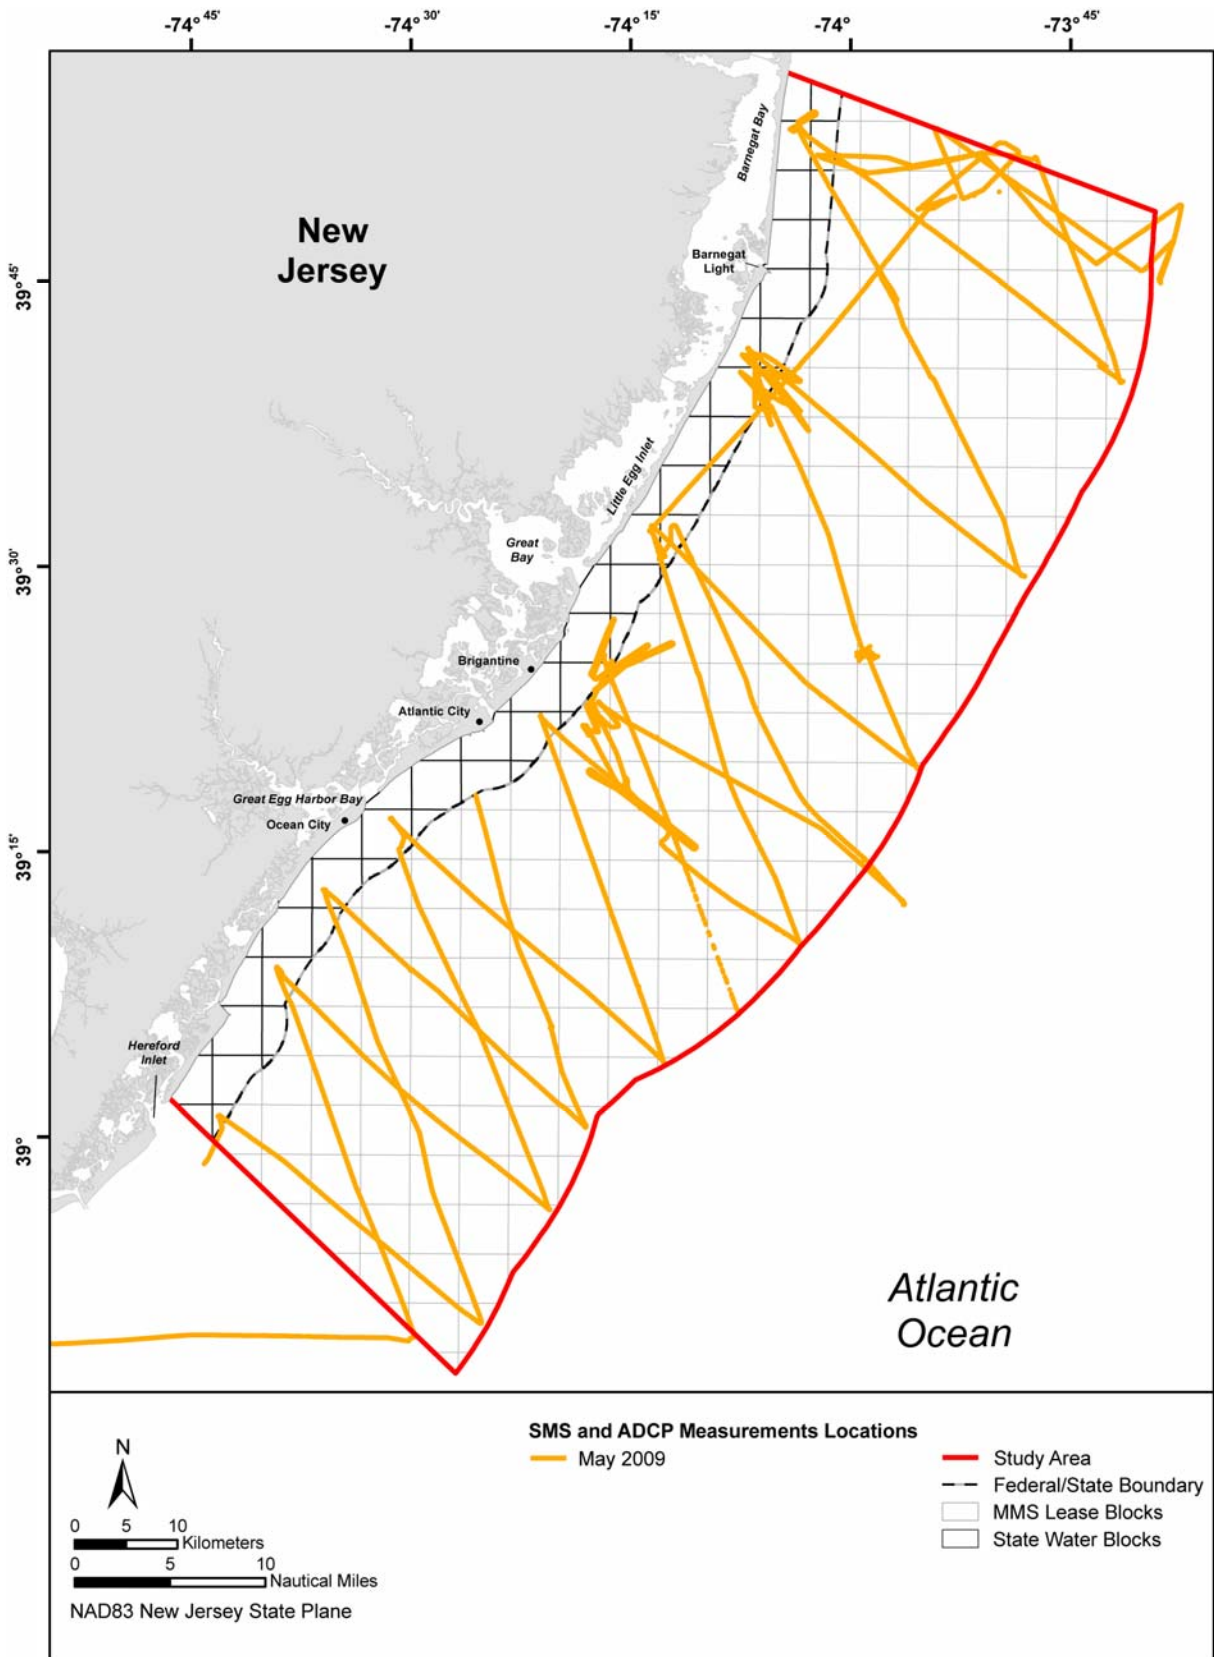 -74° 45'
-74° 30'
-74° 15'
-74°
-73° 45'
39° 45'
39° 30'
39° 15'
39°
New
Jersey
Barnegat Bay
Barnegat
Light
Little Egg Inlet
Great
Bay
Brigantine
Atlantic City
Great Egg Harbor Bay
Ocean City
Hereford
Inlet
Atlantic
Ocean
N
0 5 10
Kilometers
0 5 10
Nautical Miles
NAD83 New Jersey State Plane
SMS and ADCP Measurements Locations
May 2009
Study Area
Federal/State Boundary
MMS Lease Blocks
State Water Blocks